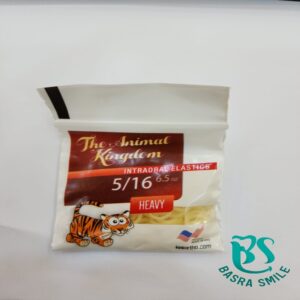 The Animal
Kingdom
INTRAORAL ELASTICS
5/16 6.5 oz
HEAVY
BS
BASRA SMILE